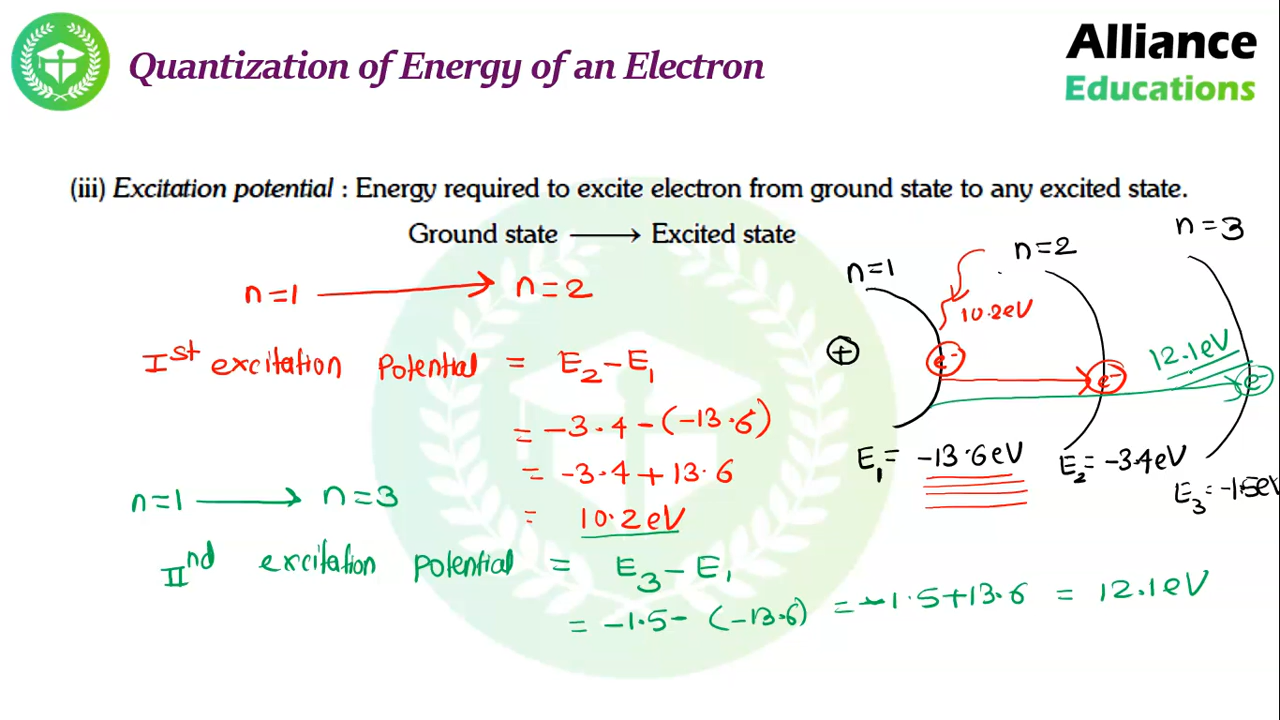 Quantization of Energy of an Electron
Alliance
Educations
(iii) Excitation potential : Energy required to excite electron from ground state to any excited state.
Ground state ⟶ Excited state
n=1 ⟶ n=2
Ist excitation Potential = E2-E1
= -3.4-(-13.6)
= -3.4+13.6
= 10.2eV
n=1 ⟶ n=3
IInd excitation potential = E3-E1
= -1.5-(-13.6) = -1.5+13.6 = 12.1eV
n=1
n=2
n=3
10.2eV
12.1eV
+
e-
e-
e-
E1= -13.6eV
E2= -3.4eV
E3=-1.5eV